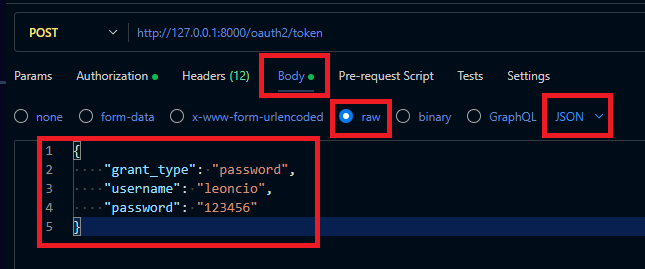 POST http://127.0.0.1:8000/oauth2/token
Params Authorization Headers (12) Body Pre-request Script Tests Settings
none form-data x-www-form-urlencoded raw binary GraphQL JSON
1 {
2 ····"grant_type":·"password",
3 ····"username":·"leoncio",
4 ····"password":·"123456"
5 }